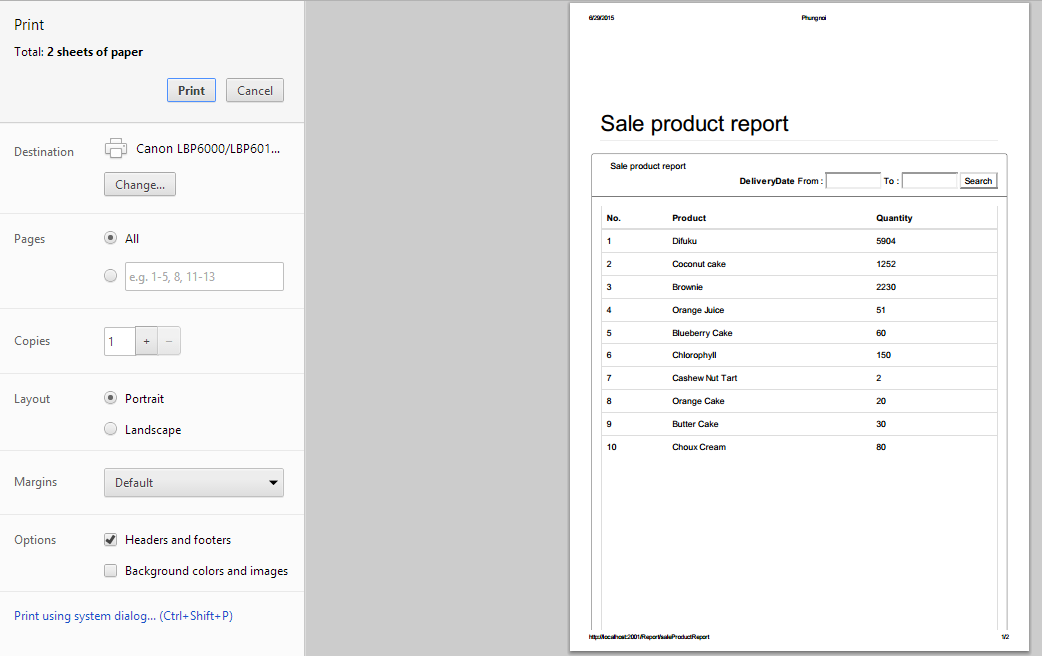 Print
Total: 2 sheets of paper
Print Cancel
Destination Canon LBP6000/LBP601...
Change...
Pages All
e.g. 1-5, 8, 11-13
Copies 1 + −
Layout Portrait
Landscape
Margins Default
Options Headers and footers
Background colors and images
Print using system dialog... (Ctrl+Shift+P)
6/29/2015 Phungnoi
Sale product report
Sale product report
DeliveryDate From : To : Search
No. Product Quantity
1 Difuku 5904
2 Coconut cake 1252
3 Brownie 2230
4 Orange Juice 51
5 Blueberry Cake 60
6 Chlorophyll 150
7 Cashew Nut Tart 2
8 Orange Cake 20
9 Butter Cake 30
10 Choux Cream 80
http://localhost:2001/Report/saleProductReport 1/2